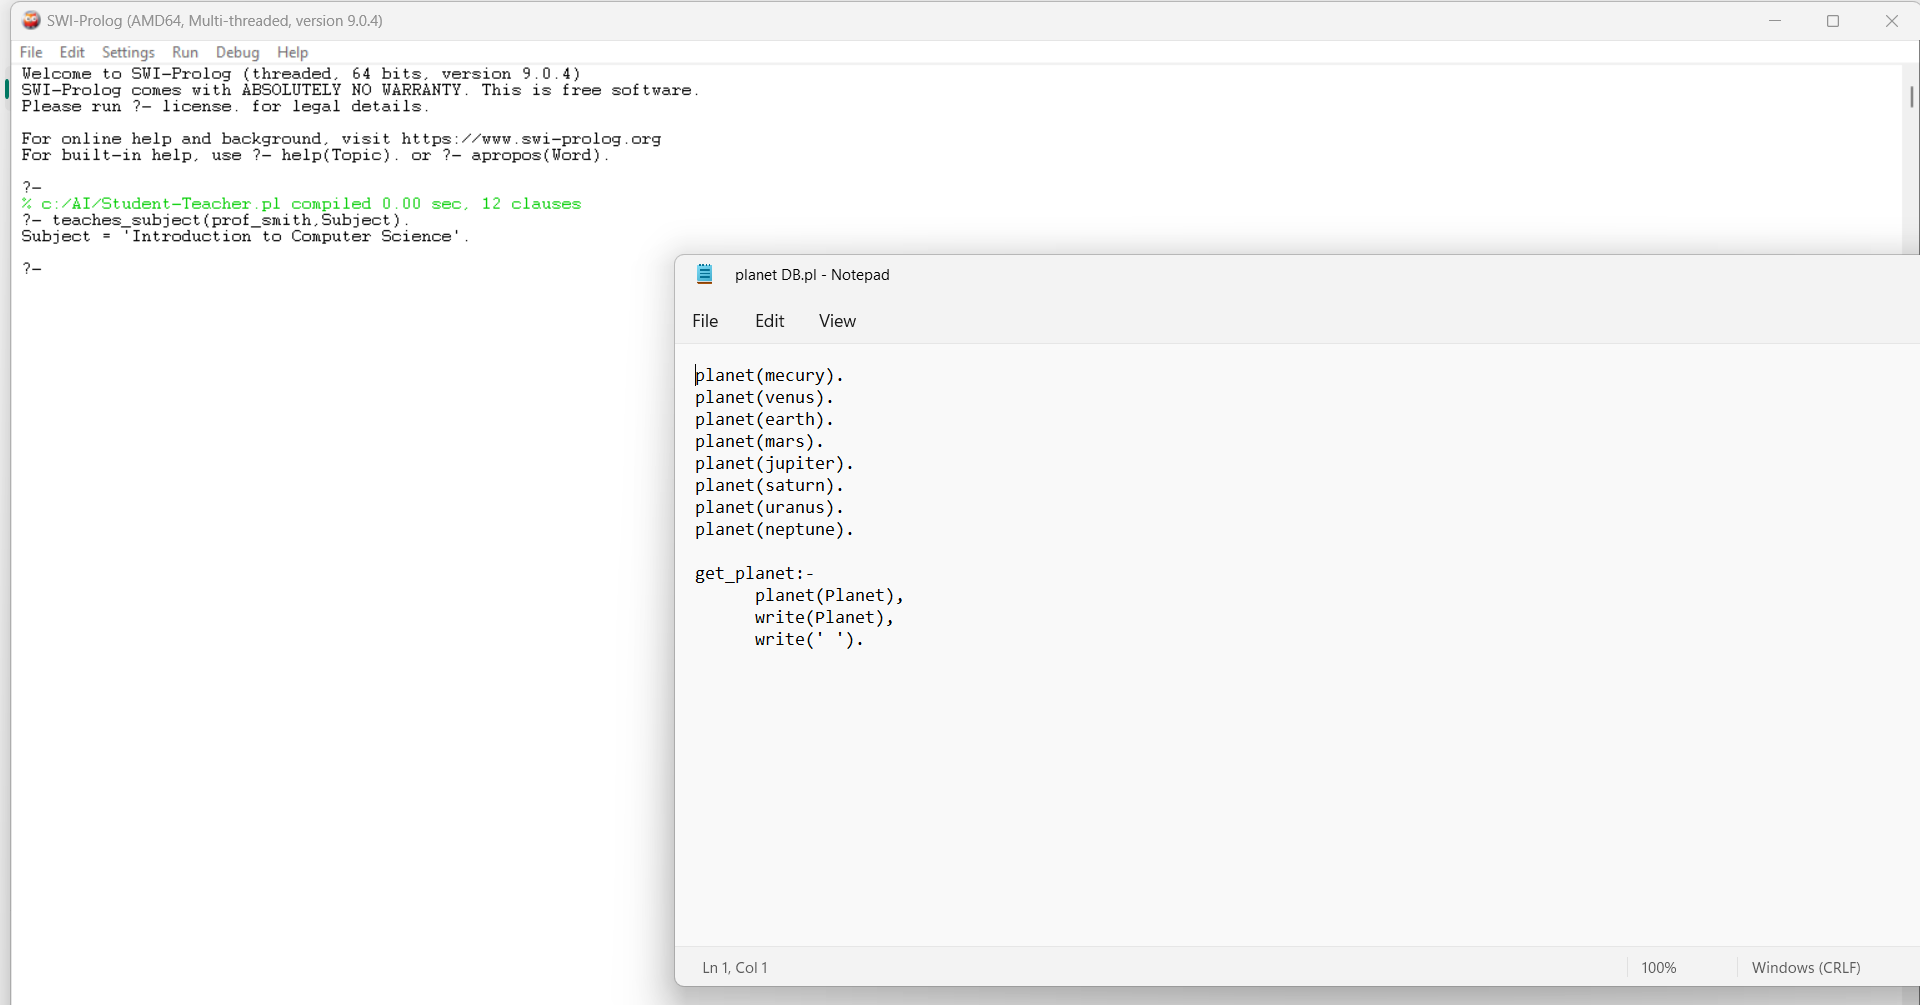 SWI-Prolog (AMD64, Multi-threaded, version 9.0.4)
File Edit Settings Run Debug Help
Welcome to SWI-Prolog (threaded, 64 bits, version 9.0.4)
SWI-Prolog comes with ABSOLUTELY NO WARRANTY. This is free software.
Please run ?- license. for legal details.
For online help and background, visit https://www.swi-prolog.org
For built-in help, use ?- help(Topic). or ?- apropos(Word).
?-
% c:/AI/Student-Teacher.pl compiled 0.00 sec, 12 clauses
?- teaches_subject(prof_smith,Subject).
Subject = 'Introduction to Computer Science'.
?-
planet DB.pl - Notepad
File Edit View
planet(mecury).
planet(venus).
planet(earth).
planet(mars).
planet(jupiter).
planet(saturn).
planet(uranus).
planet(neptune).
get_planet:-
planet(Planet),
write(Planet),
write(' ').
Ln 1, Col 1 100% Windows (CRLF)